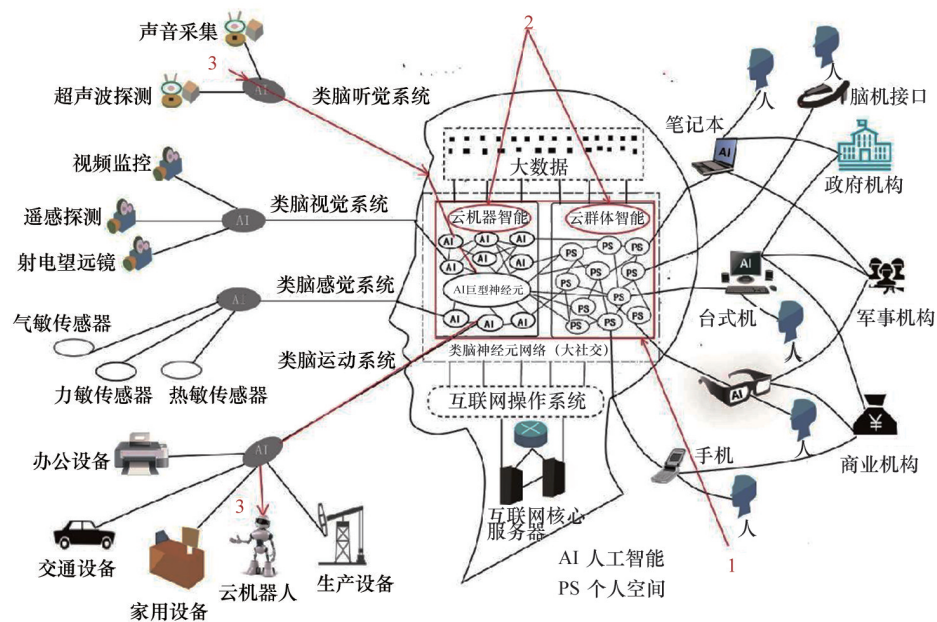 声音采集
2
3
AI
超声波探测
类脑听觉系统
人
脑机接口
笔记本
AI
大数据
政府机构
视频监控
遥感探测
AI
类脑视觉系统
射电望远镜
云机器智能
云群体智能
AI
AI
AI
AI
AI
AI
AI巨型神经元
AI
AI
AI
PS
PS
PS
PS
PS
PS
PS
PS
PS
PS
PS
AI
台式机
军事机构
AI
类脑感觉系统
气敏传感器
力敏传感器
热敏传感器
类脑运动系统
类脑神经元网络（大社交）
人
AI
互联网操作系统
人
¥
商业机构
办公设备
AI
手机
3
人
互联网核心
服务器
交通设备
家用设备
云机器人
生产设备
AI 人工智能
PS 个人空间
1